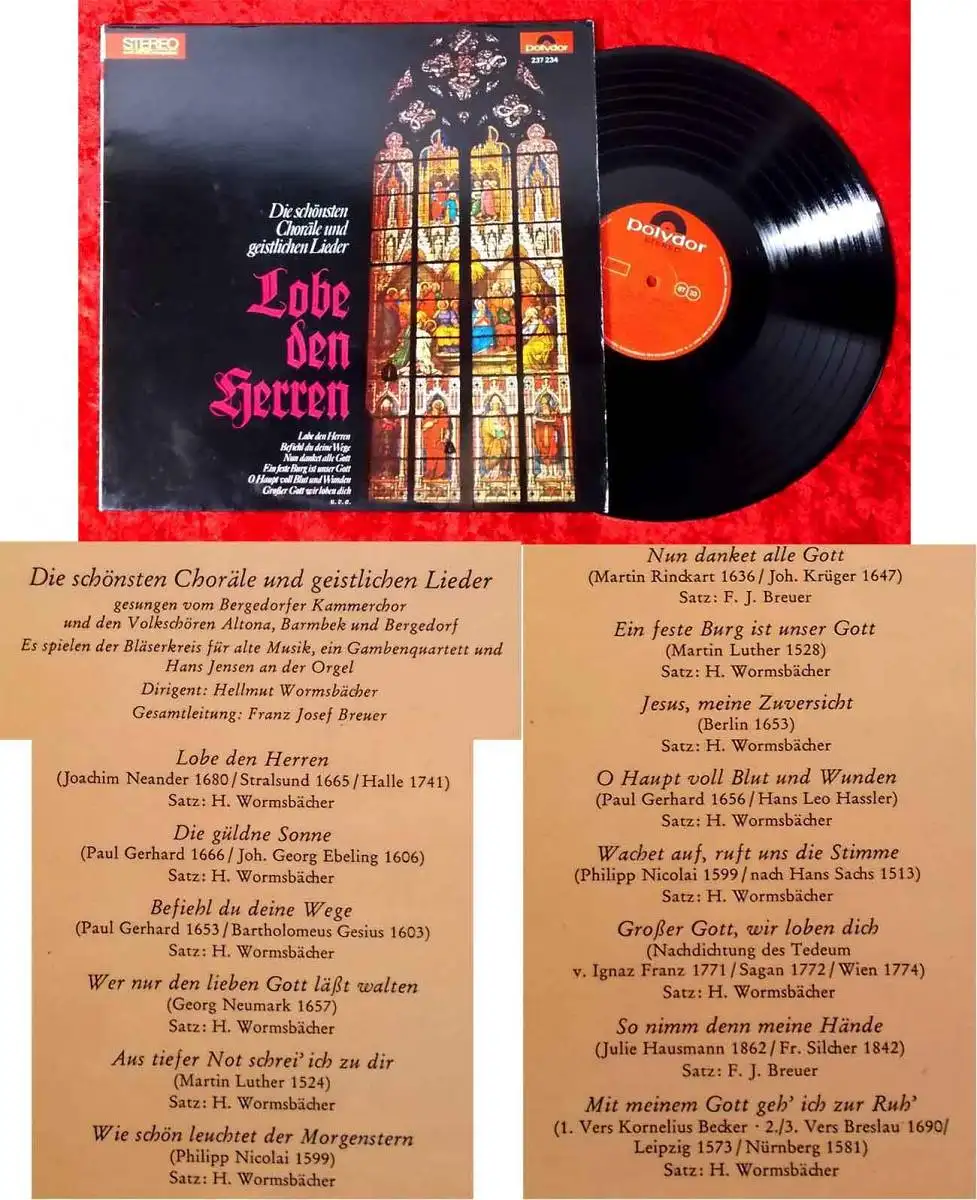 STEREO
Polydor
237 234
Die schönsten
Choräle und
geistlichen Lieder
Lobe
den
Herren
Lobe den Herren
Befiehl du deine Wege
Nun danket alle Gott
Ein feste Burg ist unser Gott
O Haupt voll Blut und Wunden
Großer Gott wir loben dich
u. v. a.
polydor
STEREO
33
Die schönsten Choräle und geistlichen Lieder
gesungen vom Bergedorfer Kammerchor
und den Volkschören Altona, Barmbek und Bergedorf
Es spielen der Bläserkreis für alte Musik, ein Gambenquartett und
Hans Jensen an der Orgel
Dirigent: Hellmut Wormsbächer
Gesamtleitung: Franz Josef Breuer
Lobe den Herren
(Joachim Neander 1680/Stralsund 1665/Halle 1741)
Satz: H. Wormsbächer
Die güldne Sonne
(Paul Gerhard 1666/Joh. Georg Ebeling 1606)
Satz: H. Wormsbächer
Befiehl du deine Wege
(Paul Gerhard 1653/Bartholomeus Gesius 1603)
Satz: H. Wormsbächer
Wer nur den lieben Gott läßt walten
(Georg Neumark 1657)
Satz: H. Wormsbächer
Aus tiefer Not schrei' ich zu dir
(Martin Luther 1524)
Satz: H. Wormsbächer
Wie schön leuchtet der Morgenstern
(Philipp Nicolai 1599)
Satz: H. Wormsbächer
Nun danket alle Gott
(Martin Rinckart 1636/Joh. Krüger 1647)
Satz: F. J. Breuer
Ein feste Burg ist unser Gott
(Martin Luther 1528)
Satz: H. Wormsbächer
Jesus, meine Zuversicht
(Berlin 1653)
Satz: H. Wormsbächer
O Haupt voll Blut und Wunden
(Paul Gerhard 1656/Hans Leo Hassler)
Satz: H. Wormsbächer
Wachet auf, ruft uns die Stimme
(Philipp Nicolai 1599/nach Hans Sachs 1513)
Satz: H. Wormsbächer
Großer Gott, wir loben dich
(Nachdichtung des Tedeum
v. Ignaz Franz 1771/Sagan 1772/Wien 1774)
Satz: H. Wormsbächer
So nimm denn meine Hände
(Julie Hausmann 1862/Fr. Silcher 1842)
Satz: F. J. Breuer
Mit meinem Gott geh' ich zur Ruh'
(1. Vers Kornelius Becker · 2./3. Vers Breslau 1690/
Leipzig 1573/Nürnberg 1581)
Satz: H. Wormsbächer